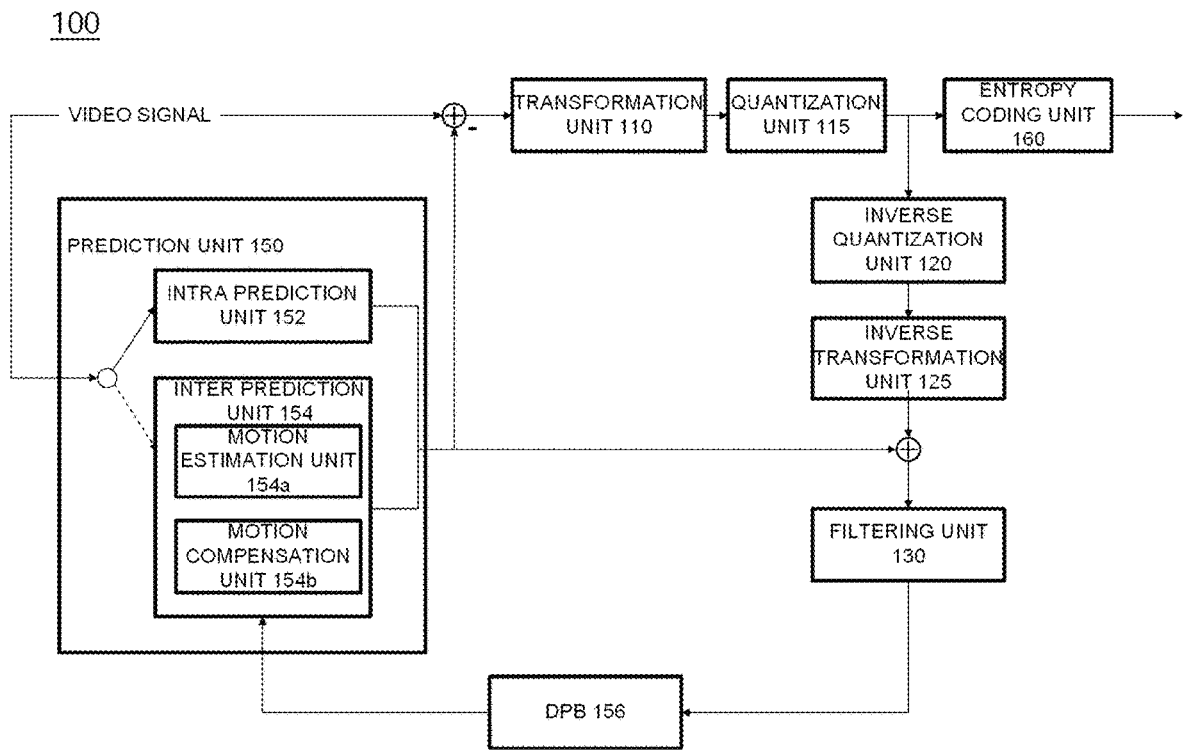 100
VIDEO SIGNAL
-
TRANSFORMATION
UNIT 110
QUANTIZATION
UNIT 115
ENTROPY
CODING UNIT
160
PREDICTION UNIT 150
INTRA PREDICTION
UNIT 152
INTER PREDICTION
UNIT 154
MOTION
ESTIMATION UNIT
154a
MOTION
COMPENSATION
UNIT 154b
INVERSE
QUANTIZATION
UNIT 120
INVERSE
TRANSFORMATION
UNIT 125
FILTERING UNIT
130
DPB 156